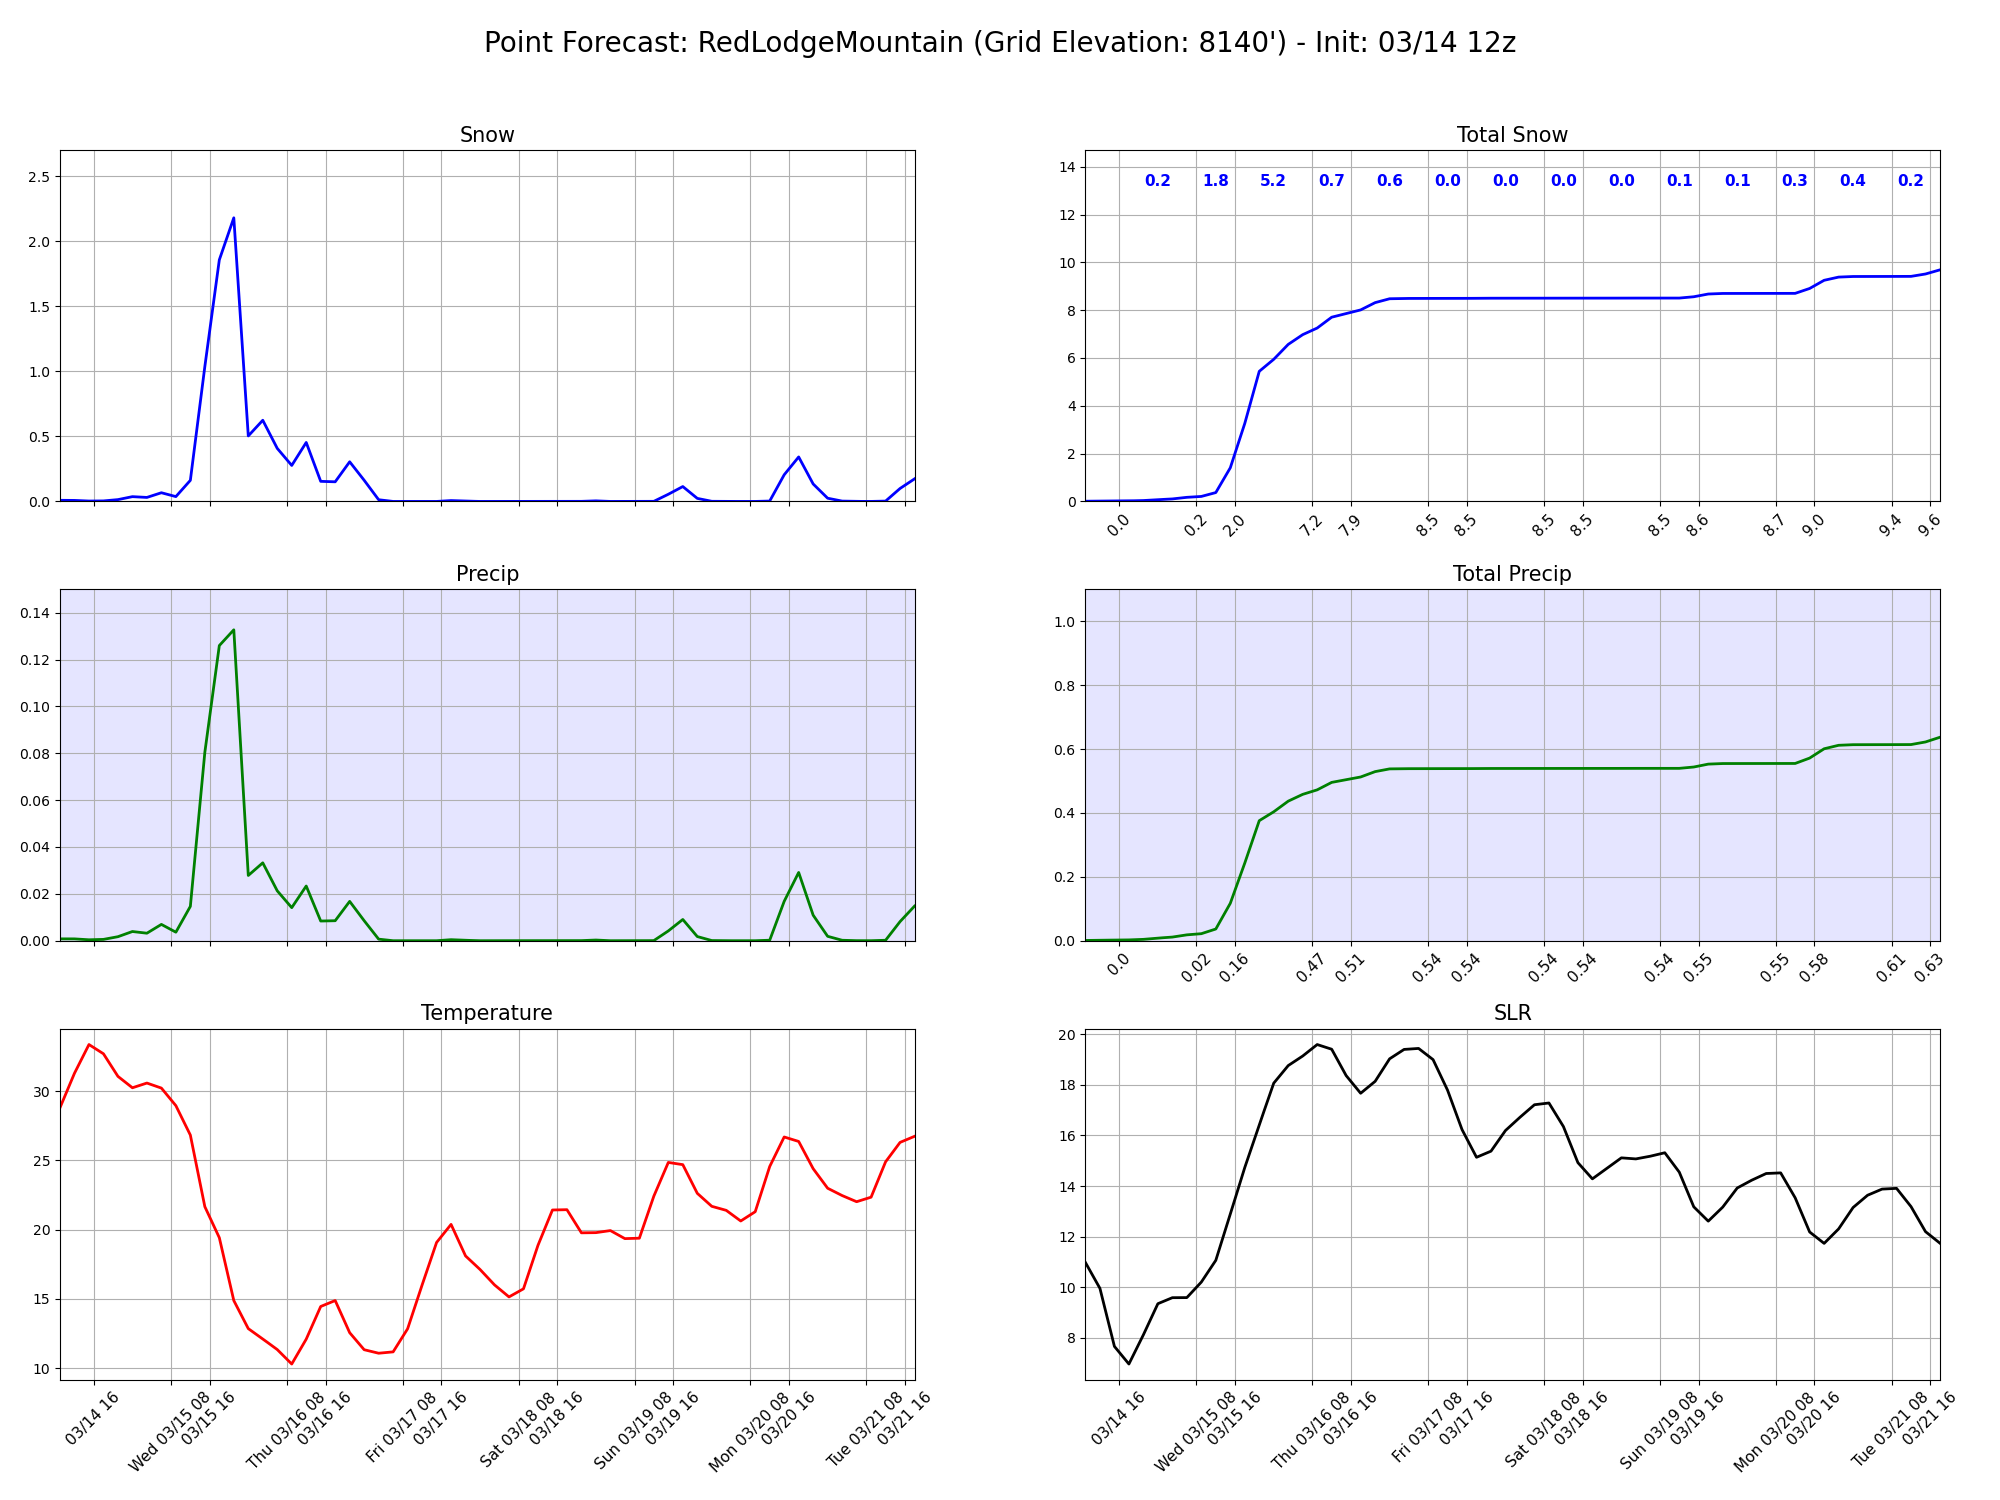 Point Forecast: RedLodgeMountain (Grid Elevation: 8140') - Init: 03/14 12z
Snow
2.5
2.0
1.5
1.0
0.5
0.0
Total Snow
14
12
10
8
6
4
2
0
0.2 1.8 5.2 0.7 0.6 0.0 0.0 0.0 0.0 0.1 0.1 0.3 0.4 0.2
0.0 0.2 2.0 7.2 7.9 8.5 8.5 8.5 8.5 8.5 8.6 8.7 9.0 9.4 9.6
Precip
0.14
0.12
0.10
0.08
0.06
0.04
0.02
0.00
Total Precip
1.0
0.8
0.6
0.4
0.2
0.0
0.0 0.02 0.16 0.47 0.51 0.54 0.54 0.54 0.54 0.54 0.55 0.55 0.58 0.61 0.63
Temperature
30
25
20
15
10
03/14 16
Wed 03/15 08
03/15 16
Thu 03/16 08
03/16 16
Fri 03/17 08
03/17 16
Sat 03/18 08
03/18 16
Sun 03/19 08
03/19 16
Mon 03/20 08
03/20 16
Tue 03/21 08
03/21 16
SLR
20
18
16
14
12
10
8
03/14 16
Wed 03/15 08
03/15 16
Thu 03/16 08
03/16 16
Fri 03/17 08
03/17 16
Sat 03/18 08
03/18 16
Sun 03/19 08
03/19 16
Mon 03/20 08
03/20 16
Tue 03/21 08
03/21 16